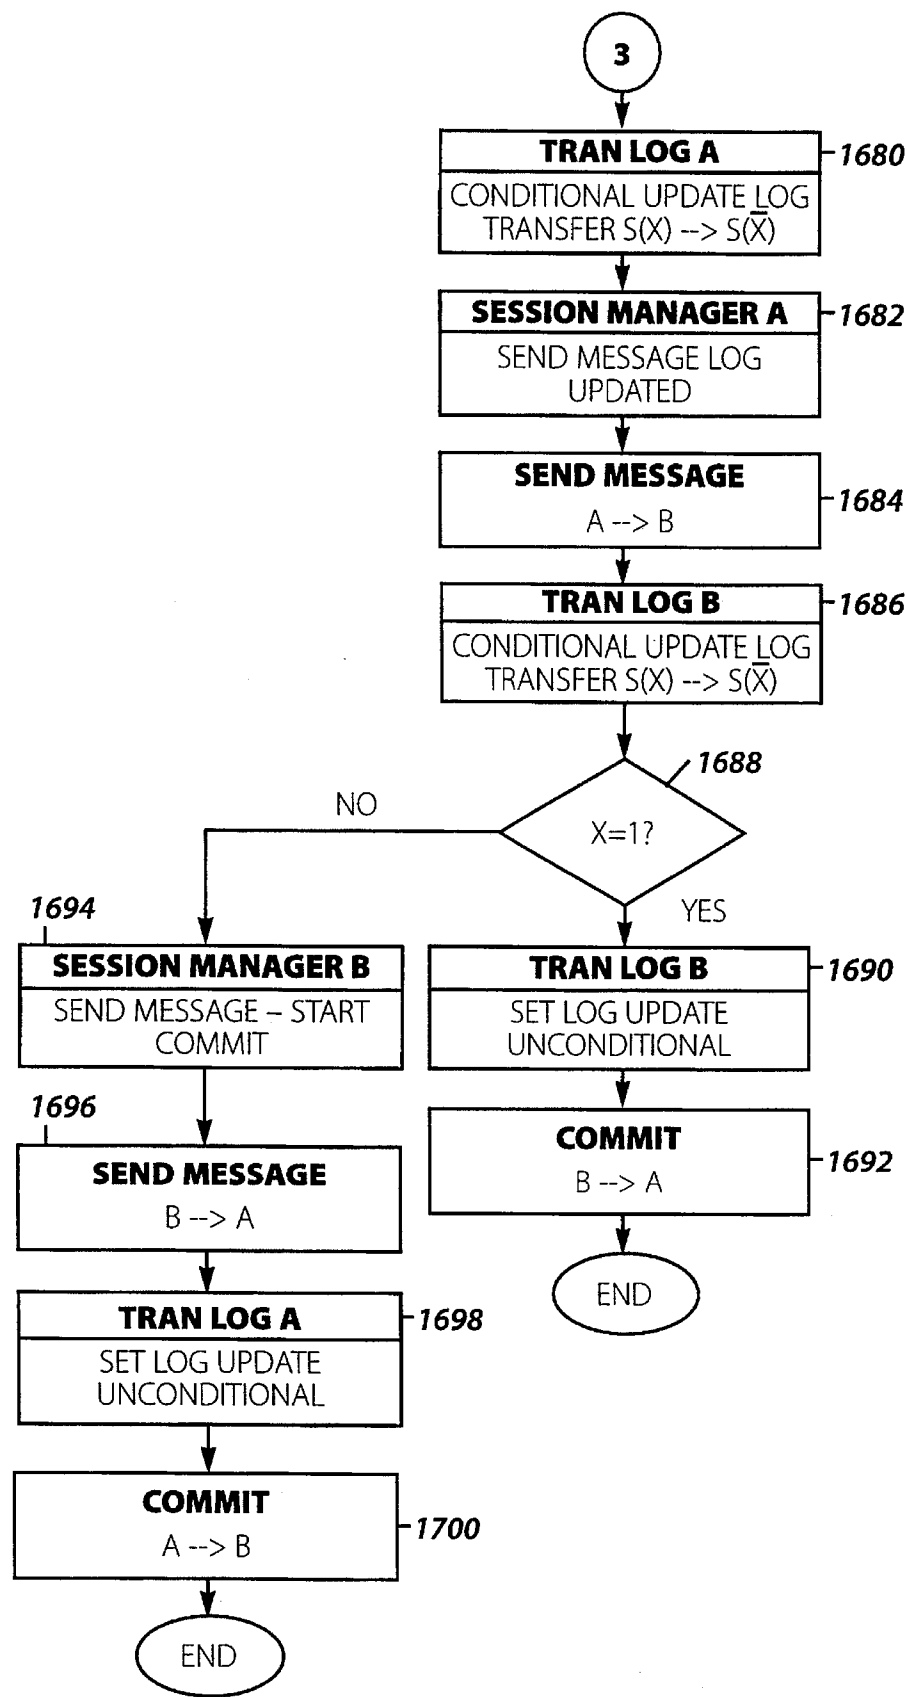 3
TRAN LOG A
1680
CONDITIONAL UPDATE LOG
TRANSFER S(X) --> S(X̅)
SESSION MANAGER A
1682
SEND MESSAGE LOG
UPDATED
SEND MESSAGE
1684
A --> B
TRAN LOG B
1686
CONDITIONAL UPDATE LOG
TRANSFER S(X) --> S(X̅)
1688
X=1?
NO
YES
1694
SESSION MANAGER B
SEND MESSAGE – START
COMMIT
TRAN LOG B
1690
SET LOG UPDATE
UNCONDITIONAL
1696
SEND MESSAGE
B --> A
COMMIT
1692
B --> A
END
TRAN LOG A
1698
SET LOG UPDATE
UNCONDITIONAL
COMMIT
1700
A --> B
END